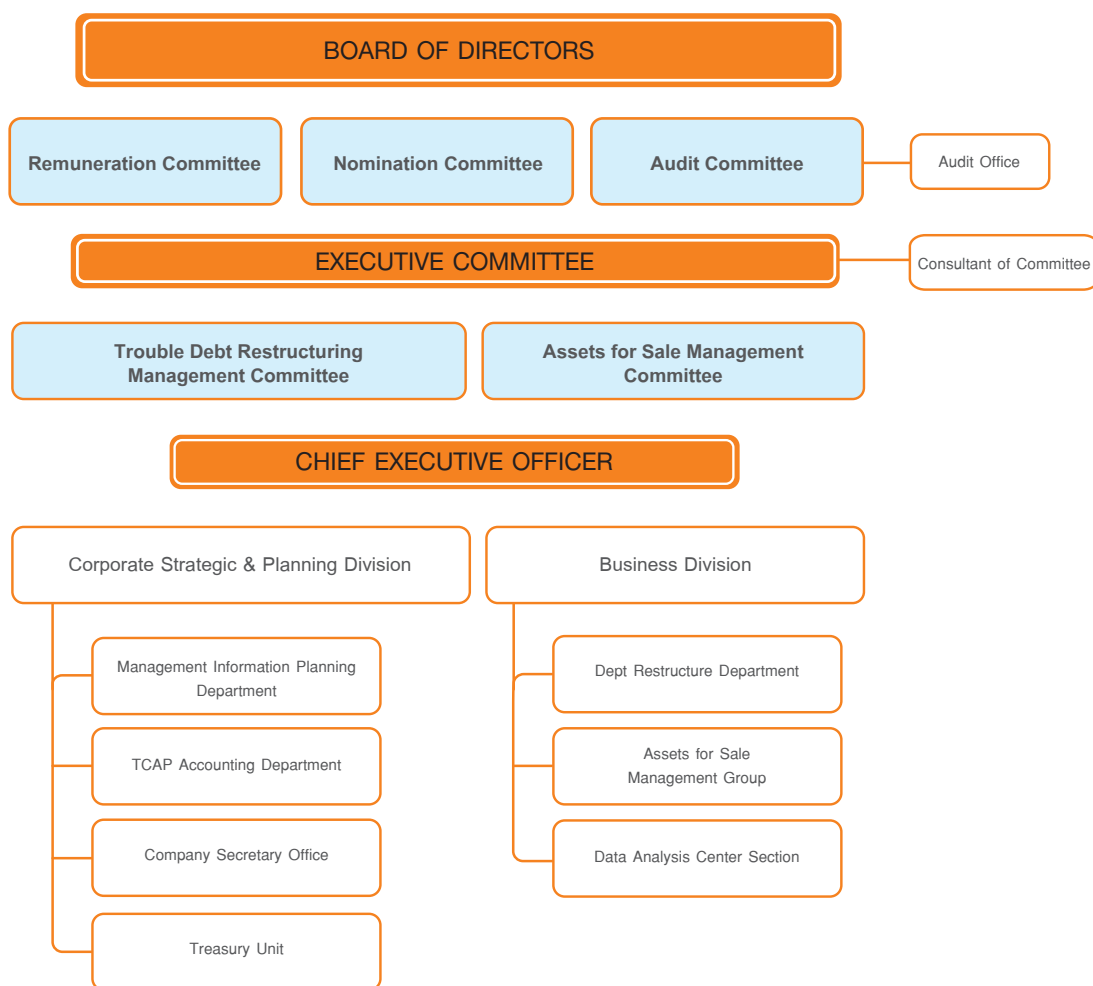 BOARD OF DIRECTORS
Remuneration Committee
Nomination Committee
Audit Committee
Audit Office
EXECUTIVE COMMITTEE
Consultant of Committee
Trouble Debt Restructuring
Management Committee
Assets for Sale Management
Committee
CHIEF EXECUTIVE OFFICER
Corporate Strategic & Planning Division
Management Information Planning
Department
TCAP Accounting Department
Company Secretary Office
Treasury Unit
Business Division
Dept Restructure Department
Assets for Sale
Management Group
Data Analysis Center Section